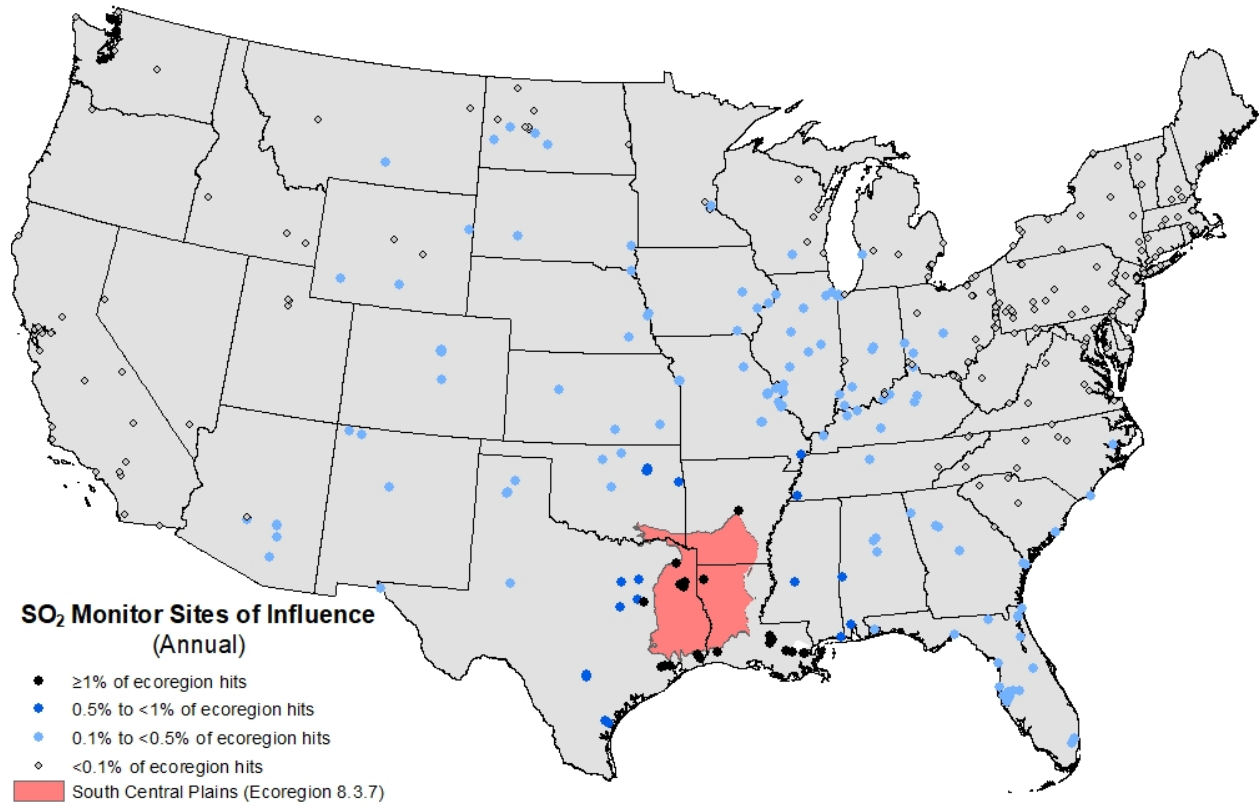 SO₂ Monitor Sites of Influence
(Annual)
≥1% of ecoregion hits
0.5% to <1% of ecoregion hits
0.1% to <0.5% of ecoregion hits
<0.1% of ecoregion hits
South Central Plains (Ecoregion 8.3.7)